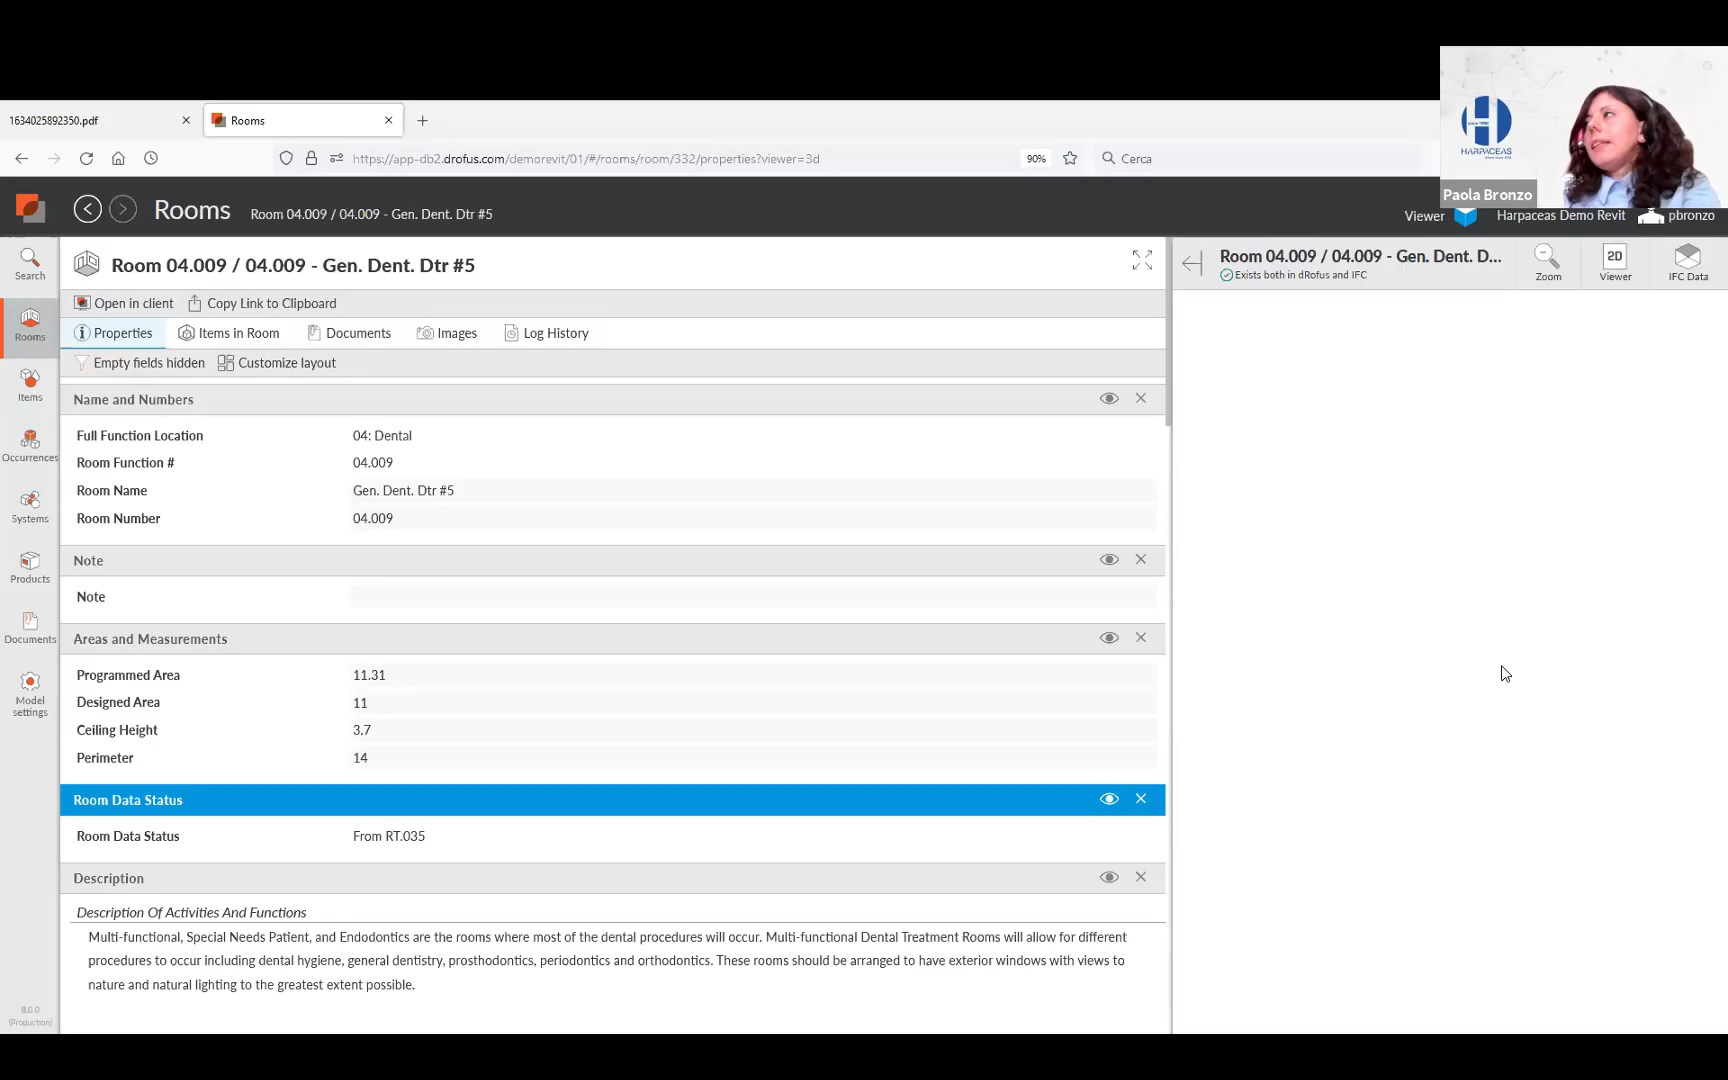 1634025892350.pdf
Rooms
https://app-db2.drofus.com/demorevit/01/#/rooms/room/332/properties?viewer=3d
90%
Cerca
HARPACEAS
Paola Bronzo
Rooms
Room 04.009 / 04.009 - Gen. Dent. Dtr #5
Viewer
Harpaceas Demo Revit
pbronzo
Search
Rooms
Items
Occurrences
Systems
Products
Documents
Model
settings
8.0.0
(Production)
Room 04.009 / 04.009 - Gen. Dent. Dtr #5
Open in client
Copy Link to Clipboard
Properties
Items in Room
Documents
Images
Log History
Empty fields hidden
Customize layout
Name and Numbers
Full Function Location 04: Dental
Room Function # 04.009
Room Name Gen. Dent. Dtr #5
Room Number 04.009
Note
Note
Areas and Measurements
Programmed Area 11.31
Designed Area 11
Ceiling Height 3.7
Perimeter 14
Room Data Status
Room Data Status From RT.035
Description
Description Of Activities And Functions
Multi-functional, Special Needs Patient, and Endodontics are the rooms where most of the dental procedures will occur. Multi-functional Dental Treatment Rooms will allow for different
procedures to occur including dental hygiene, general dentistry, prosthodontics, periodontics and orthodontics. These rooms should be arranged to have exterior windows with views to
nature and natural lighting to the greatest extent possible.
Room 04.009 / 04.009 - Gen. Dent. D...
Exists both in dRofus and IFC
Zoom
2D
Viewer
IFC Data